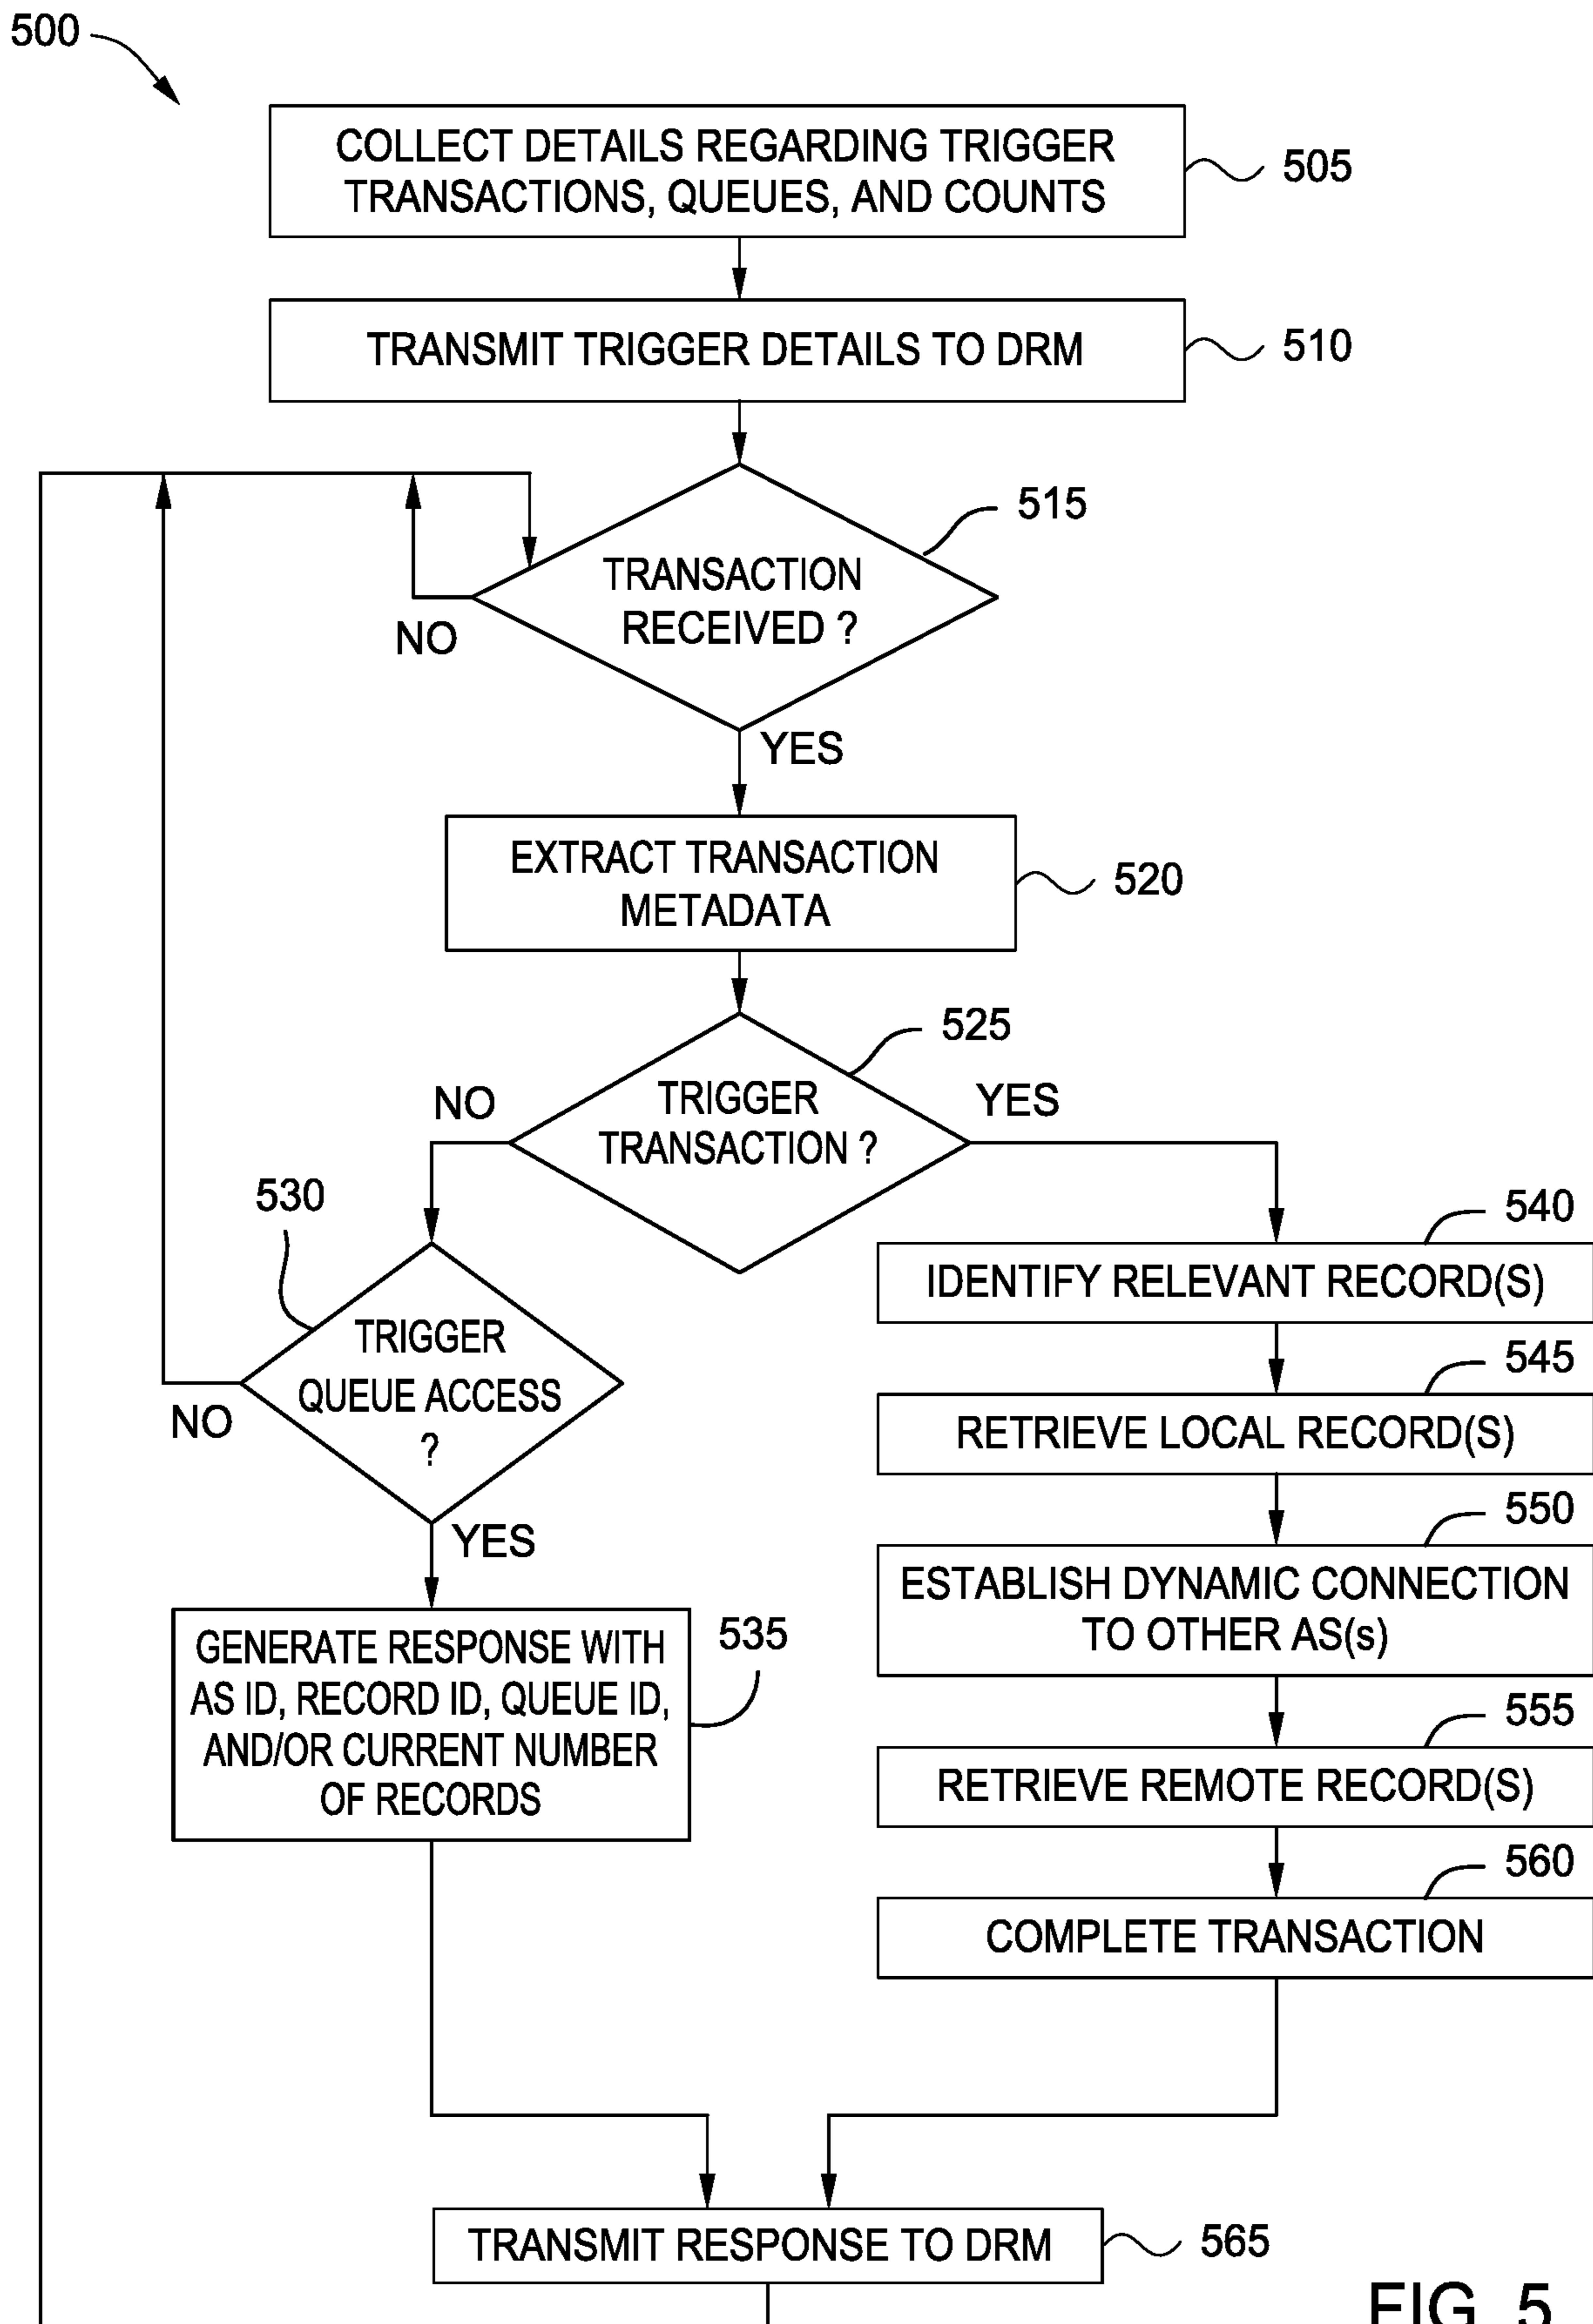 500
COLLECT DETAILS REGARDING TRIGGER
TRANSACTIONS, QUEUES, AND COUNTS
505
TRANSMIT TRIGGER DETAILS TO DRM
510
515
TRANSACTION
RECEIVED ?
NO
YES
EXTRACT TRANSACTION
METADATA
520
525
TRIGGER
TRANSACTION ?
NO
YES
530
TRIGGER
QUEUE ACCESS
?
NO
YES
GENERATE RESPONSE WITH
AS ID, RECORD ID, QUEUE ID,
AND/OR CURRENT NUMBER
OF RECORDS
535
540
IDENTIFY RELEVANT RECORD(S)
545
RETRIEVE LOCAL RECORD(S)
550
ESTABLISH DYNAMIC CONNECTION
TO OTHER AS(s)
555
RETRIEVE REMOTE RECORD(S)
560
COMPLETE TRANSACTION
TRANSMIT RESPONSE TO DRM
565
FIG. 5